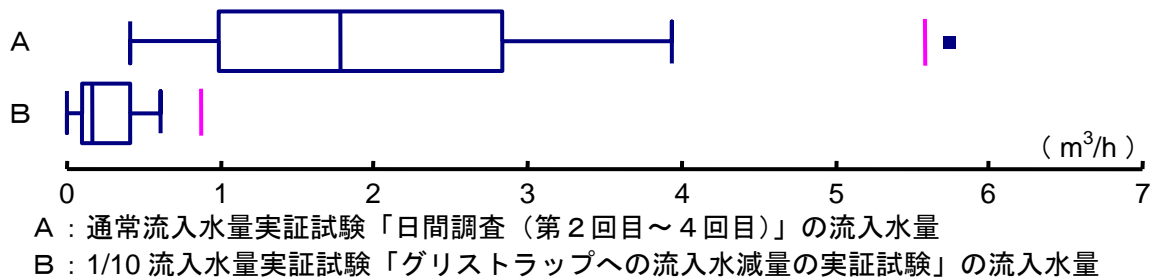 A
B
( m³/h )
0 1 2 3 4 5 6 7
A：通常流入水量実証試験「日間調査（第２回目～４回目）」の流入水量
B：1/10 流入水量実証試験「グリストラップへの流入水減量の実証試験」の流入水量